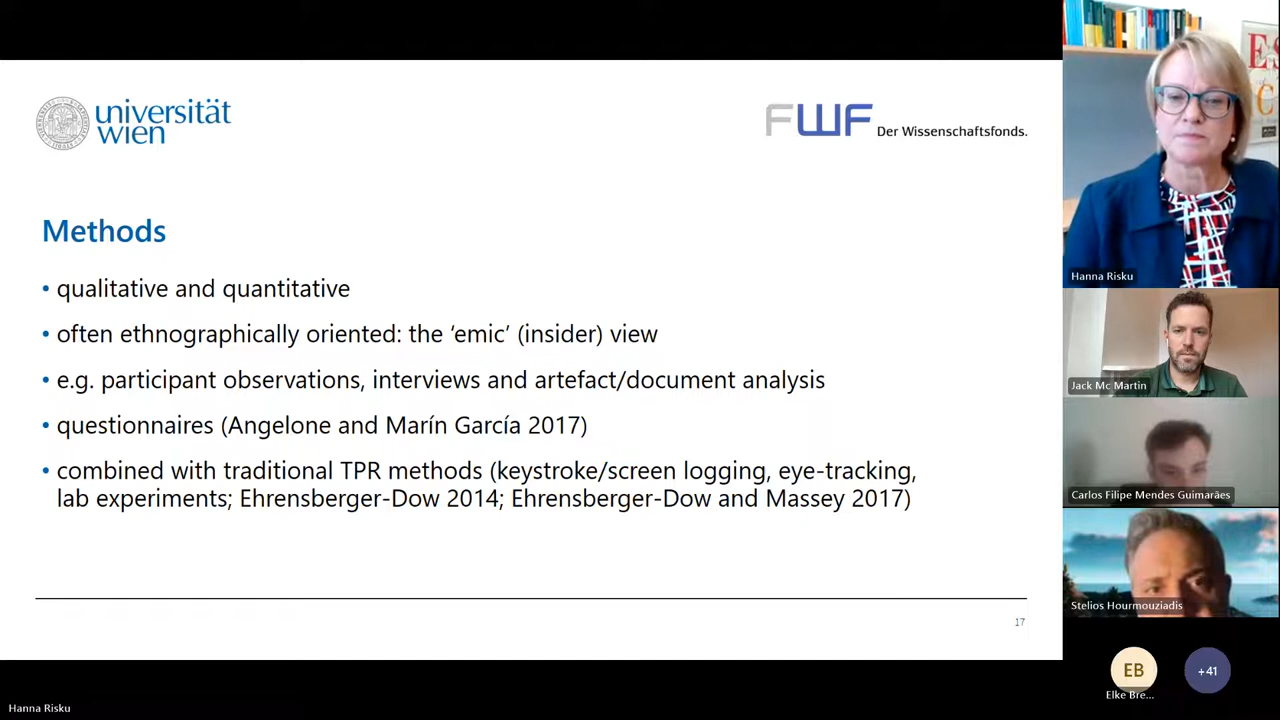 universität
wien
FWF Der Wissenschaftsfonds.
Methods
• qualitative and quantitative
• often ethnographically oriented: the ‘emic’ (insider) view
• e.g. participant observations, interviews and artefact/document analysis
• questionnaires (Angelone and Marín García 2017)
• combined with traditional TPR methods (keystroke/screen logging, eye-tracking,
lab experiments; Ehrensberger-Dow 2014; Ehrensberger-Dow and Massey 2017)
17
Hanna Risku
Jack Mc Martin
Carlos Filipe Mendes Guimarães
Stelios Hourmouziadis
EB
Elke Bre...
+41
Hanna Risku